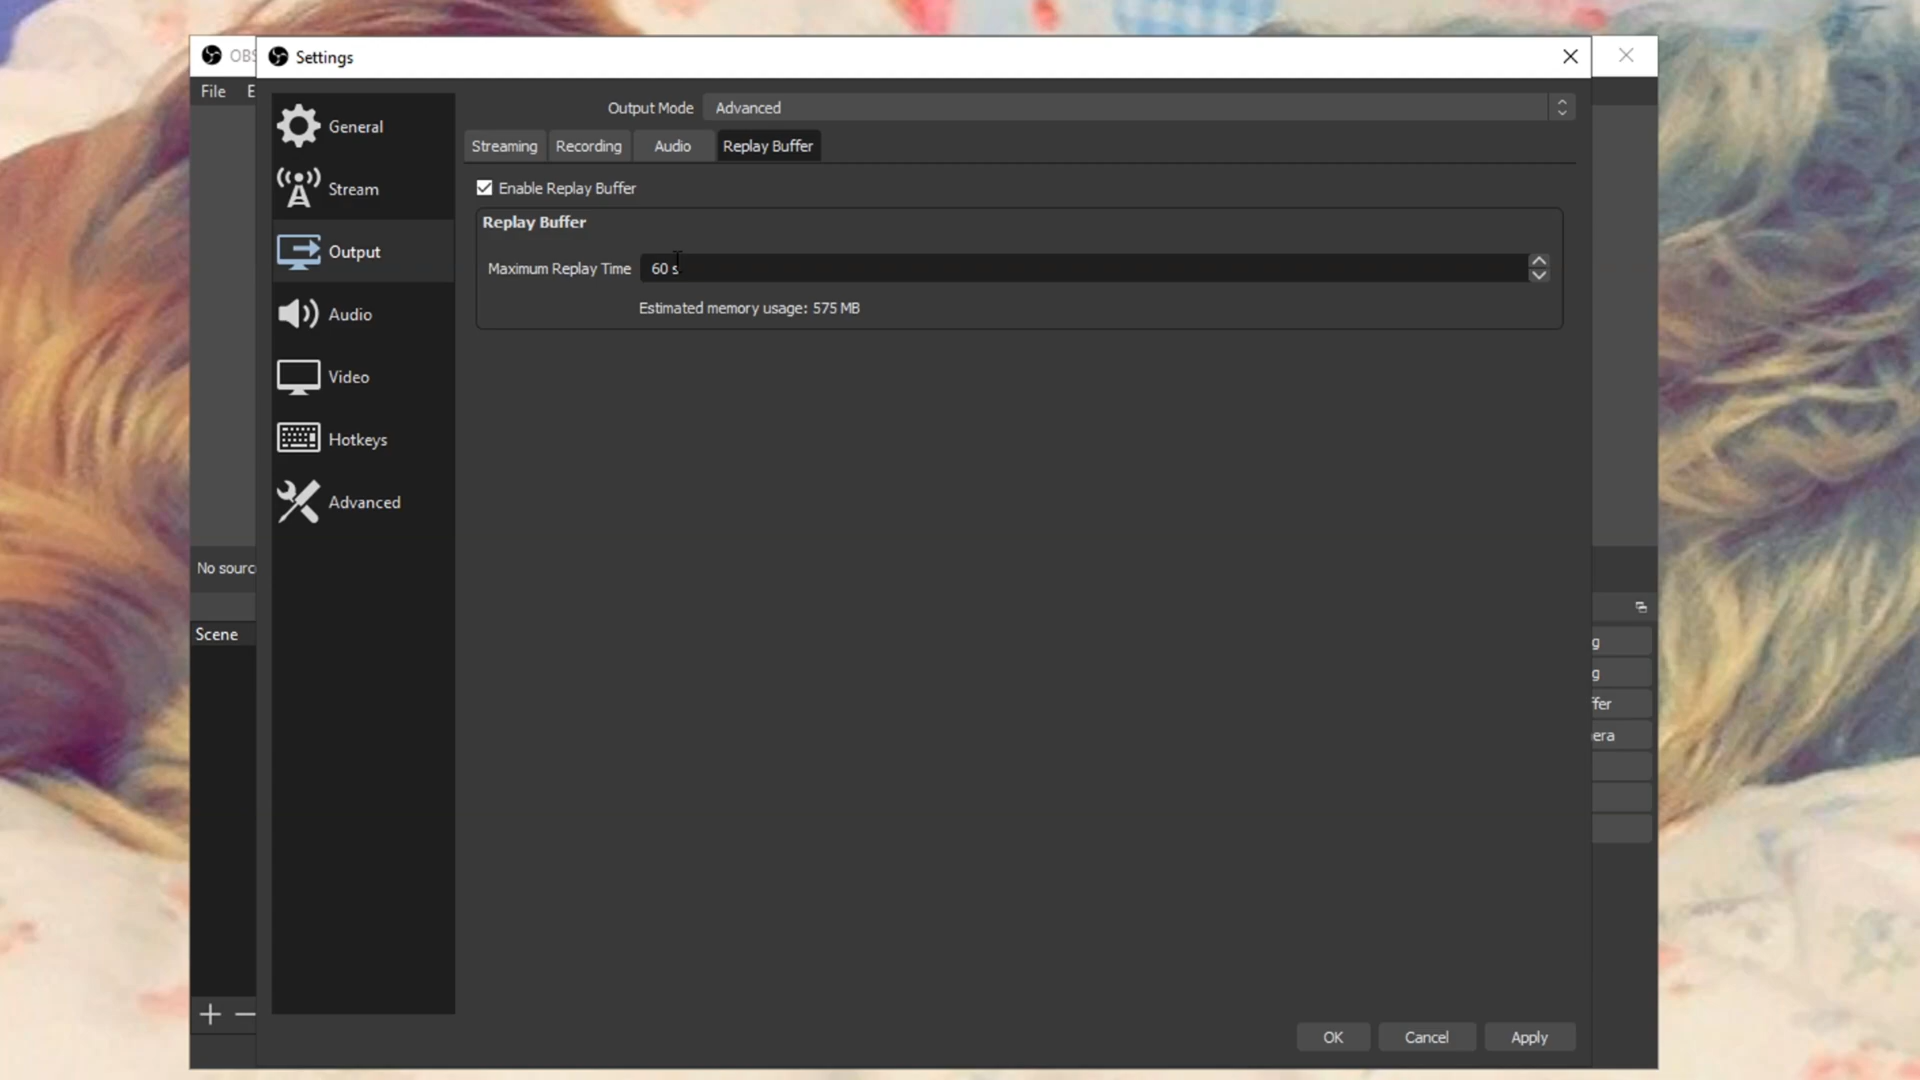 OBS
Settings
File E
General
Stream
Output
Audio
Video
Hotkeys
Advanced
Output Mode Advanced
Streaming Recording Audio Replay Buffer
Enable Replay Buffer
Replay Buffer
Maximum Replay Time 60 s
Estimated memory usage: 575 MB
No sourc
Scene
g
g
ffer
era
OK Cancel Apply